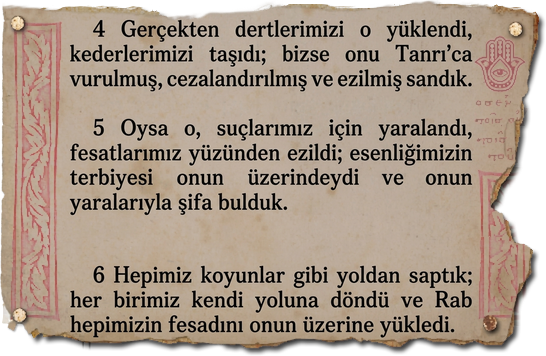 4 Gerçekten dertlerimizi o yüklendi,
kederlerimizi taşıdı; bizse onu Tanrı’ca
vurulmuş, cezalandırılmış ve ezilmiş sandık.
5 Oysa o, suçlarımız için yaralandı,
fesatlarımız yüzünden ezildi; esenliğimizin
terbiyesi onun üzerindeydi ve onun
yaralarıyla şifa bulduk.
6 Hepimiz koyunlar gibi yoldan saptık;
her birimiz kendi yoluna döndü ve Rab
hepimizin fesadını onun üzerine yükledi.